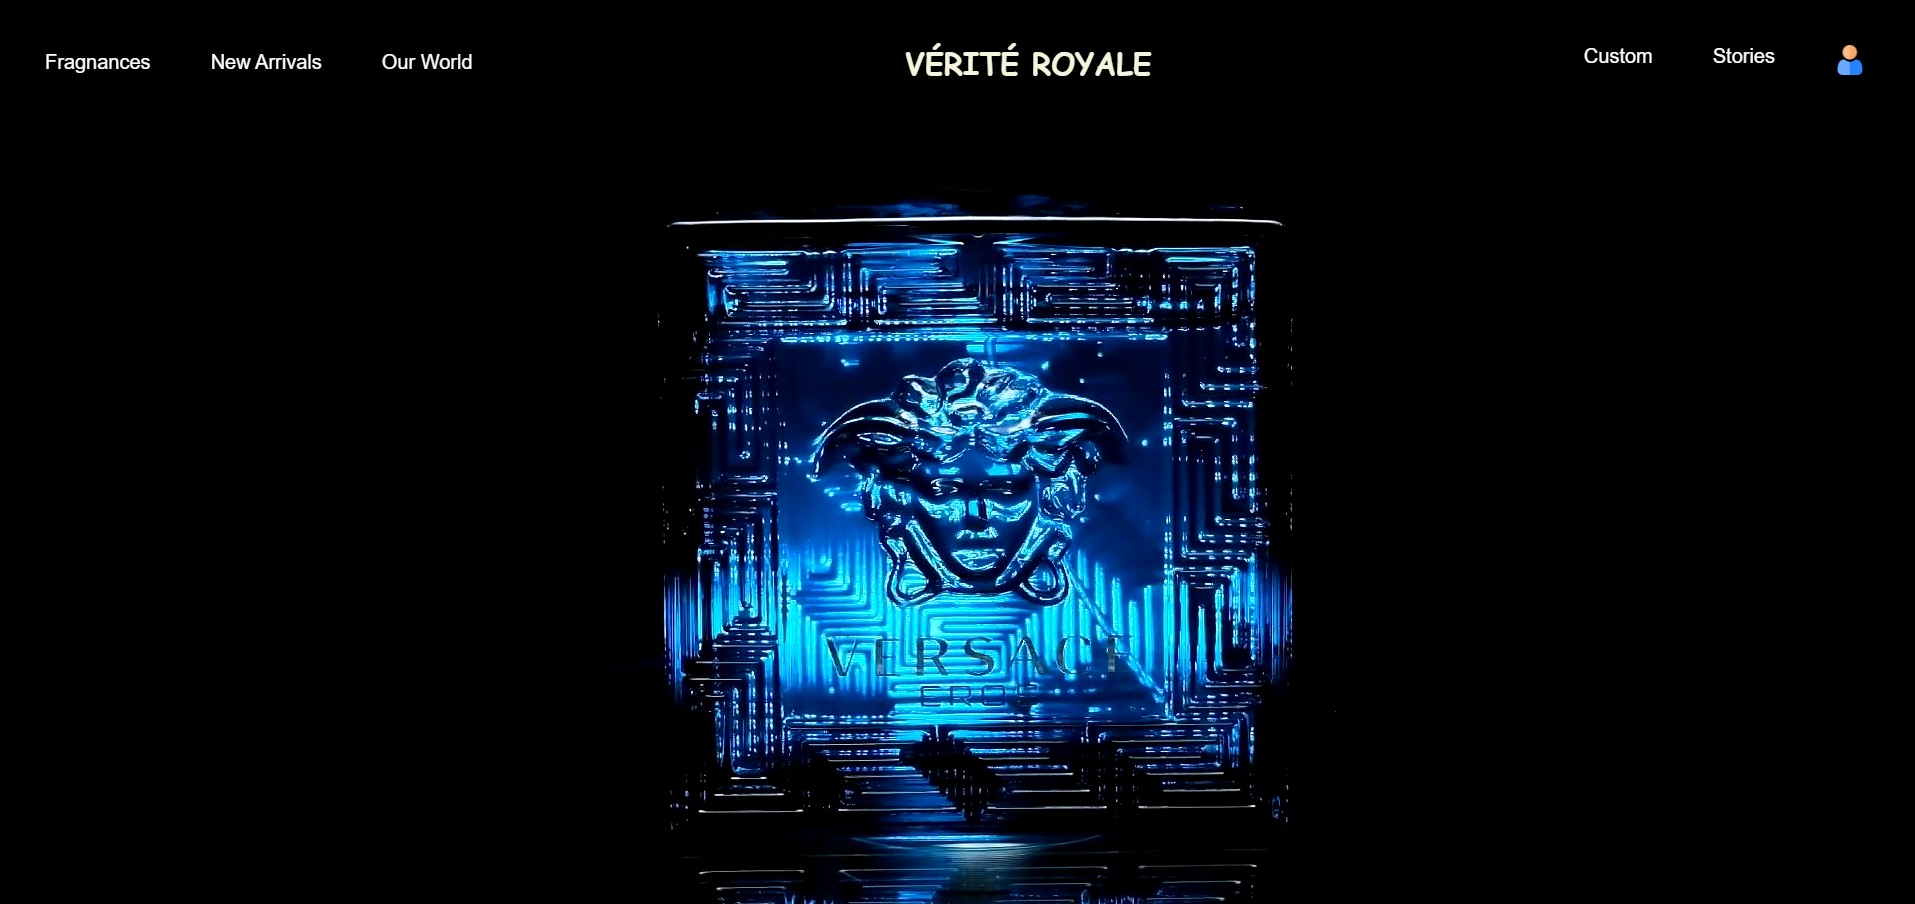 Fragnances New Arrivals Our World VÉRITÉ ROYALE Custom Stories
VERSACE
EROS